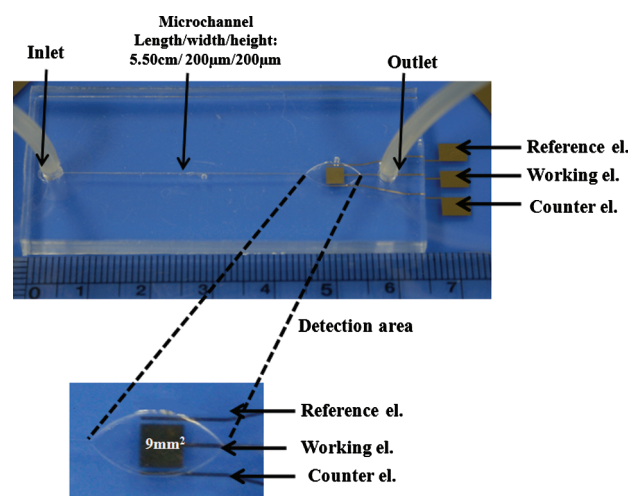 Microchannel
Length/width/height:
5.50cm/ 200µm/200µm
Inlet
Outlet
Reference el.
Working el.
Counter el.
0 1 2 3 4 5 6 7
Detection area
Reference el.
9mm²
Working el.
Counter el.